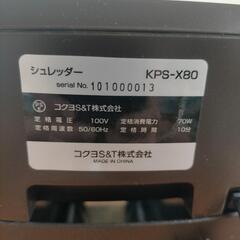 シュレッダー KPS-X80
serial No. 101000013
コクヨS&T株式会社
定格電圧 100V 定格消費電力 70W
定格周波数 50/60Hz 定格時間 10分
コクヨS&T株式会社
MADE IN CHINA